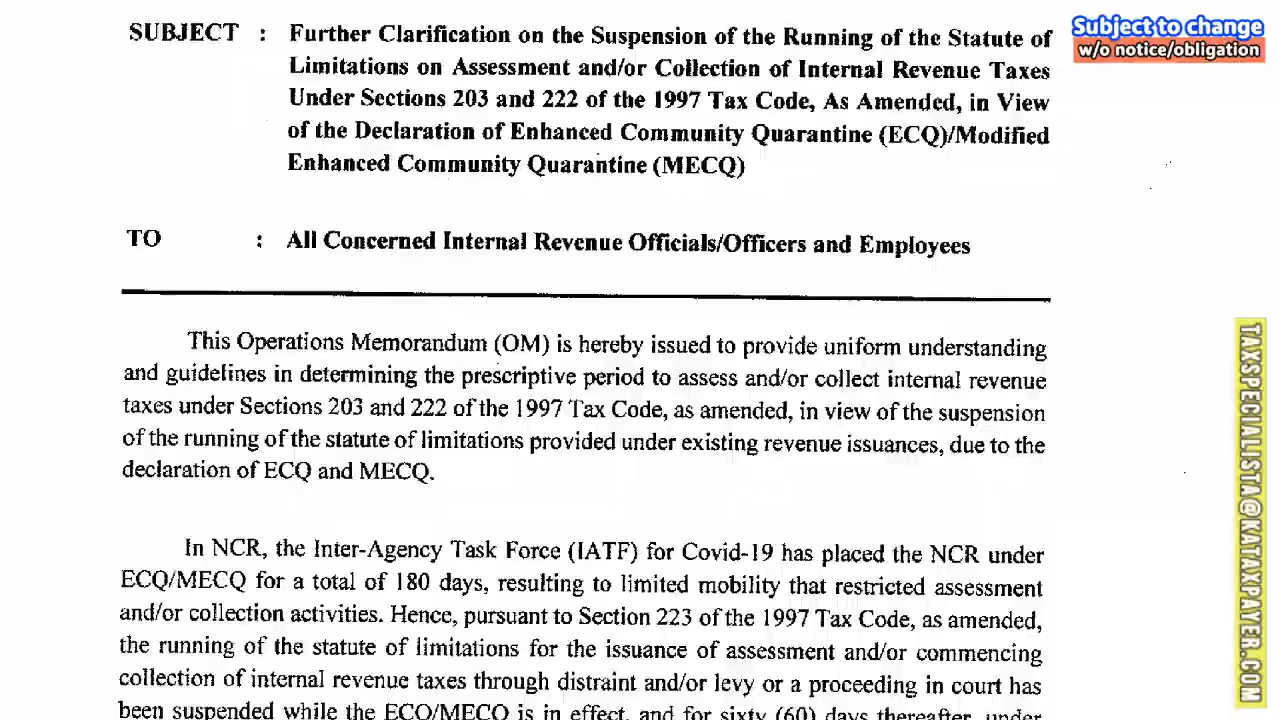 SUBJECT : Further Clarification on the Suspension of the Running of the Statute of
Limitations on Assessment and/or Collection of Internal Revenue Taxes
Under Sections 203 and 222 of the 1997 Tax Code, As Amended, in View
of the Declaration of Enhanced Community Quarantine (ECQ)/Modified
Enhanced Community Quarantine (MECQ)
TO : All Concerned Internal Revenue Officials/Officers and Employees
This Operations Memorandum (OM) is hereby issued to provide uniform understanding
and guidelines in determining the prescriptive period to assess and/or collect internal revenue
taxes under Sections 203 and 222 of the 1997 Tax Code, as amended, in view of the suspension
of the running of the statute of limitations provided under existing revenue issuances, due to the
declaration of ECQ and MECQ.
In NCR, the Inter-Agency Task Force (IATF) for Covid-19 has placed the NCR under
ECQ/MECQ for a total of 180 days, resulting to limited mobility that restricted assessment
and/or collection activities. Hence, pursuant to Section 223 of the 1997 Tax Code, as amended,
the running of the statute of limitations for the issuance of assessment and/or commencing
collection of internal revenue taxes through distraint and/or levy or a proceeding in court has
been suspended while the ECQ/MECQ is in effect, and for sixty (60) days thereafter, under
Subject to change
w/o notice/obligation
TAXSPECIALISTA@KATAXPAYER.COM